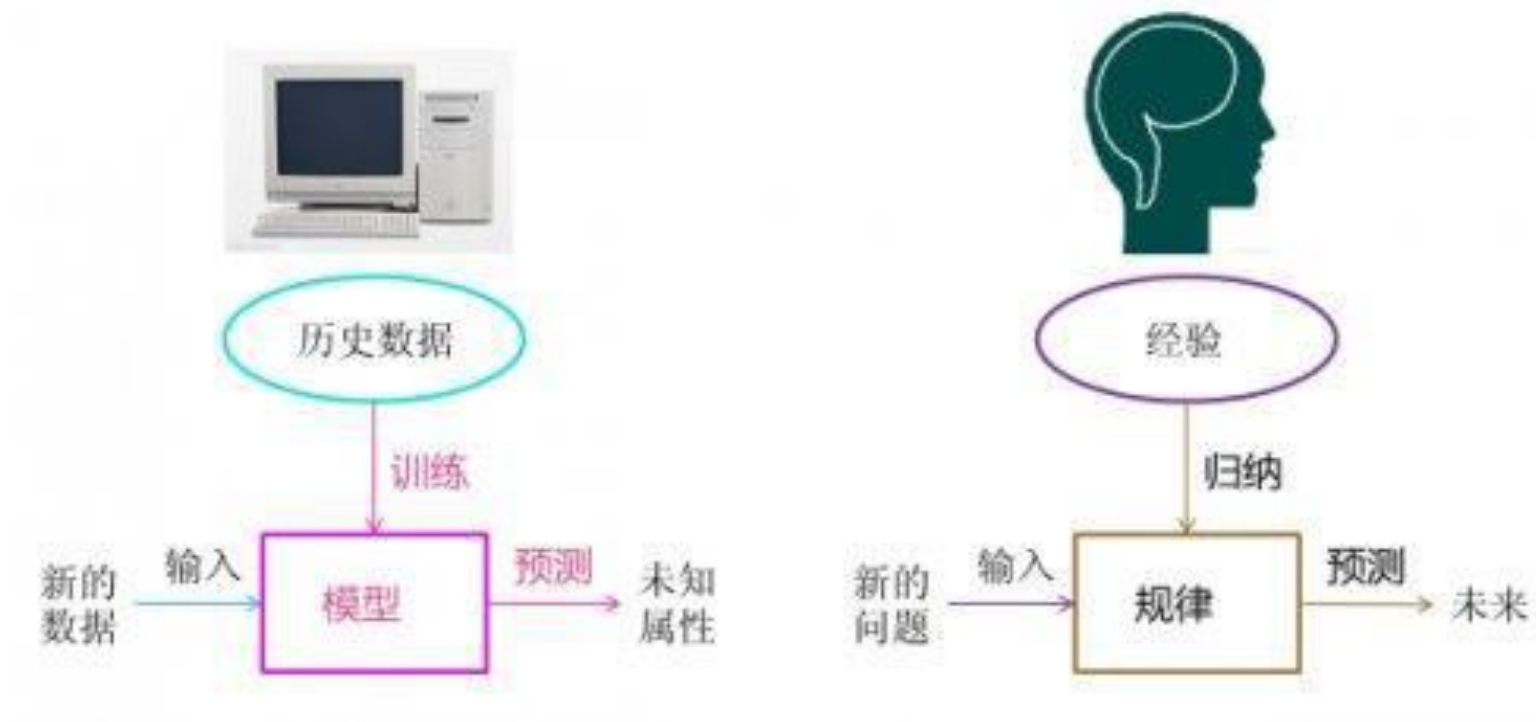 历史数据
训练
新的
数据
输入
模型
预测
未知
属性
经验
归纳
新的
问题
输入
规律
预测
未来